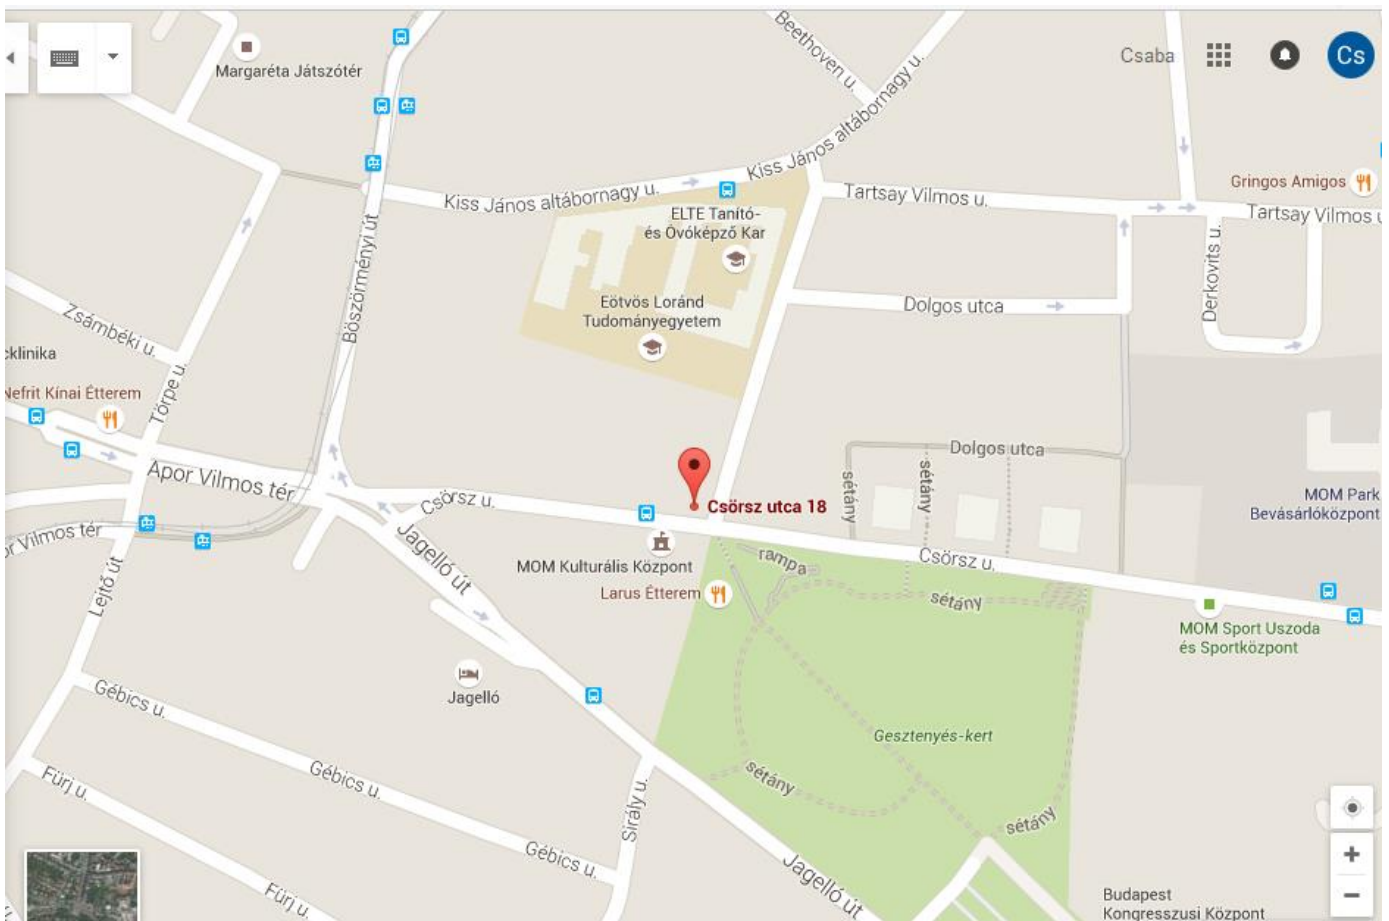 Beethoven u.
Csaba
Cs
Margaréta Játszótér
Kiss János altábornagy u.
Kiss János altábornagy u.
Gringos Amigos
Tartsay Vilmos u.
Tartsay Vilmos
ELTE Tanító-
és Óvóképző Kar
Böszörményi út
Derkovits u.
Eötvös Loránd
Tudományegyetem
Dolgos utca
Zsámbéki u.
cklinika
Törpe u.
Nefrit Kínai Étterem
Dolgos utca
Apor Vilmos tér
sétány
sétány
MOM Park
Bevásárlóközpont
Csörsz u.
Csörsz utca 18
or Vilmos tér
Jagelló út
MOM Kulturális Központ
rampa
Csörsz u.
Lejtő út
Larus Étterem
sétány
MOM Sport Uszoda
és Sportközpont
Gébics u.
Jagelló
Gesztenyés-kert
Fürj u.
Gébics u.
sétány
Sirály u.
sétány
Gébics u.
Jagelló út
Fürj u.
Budapest
Kongresszusi Központ